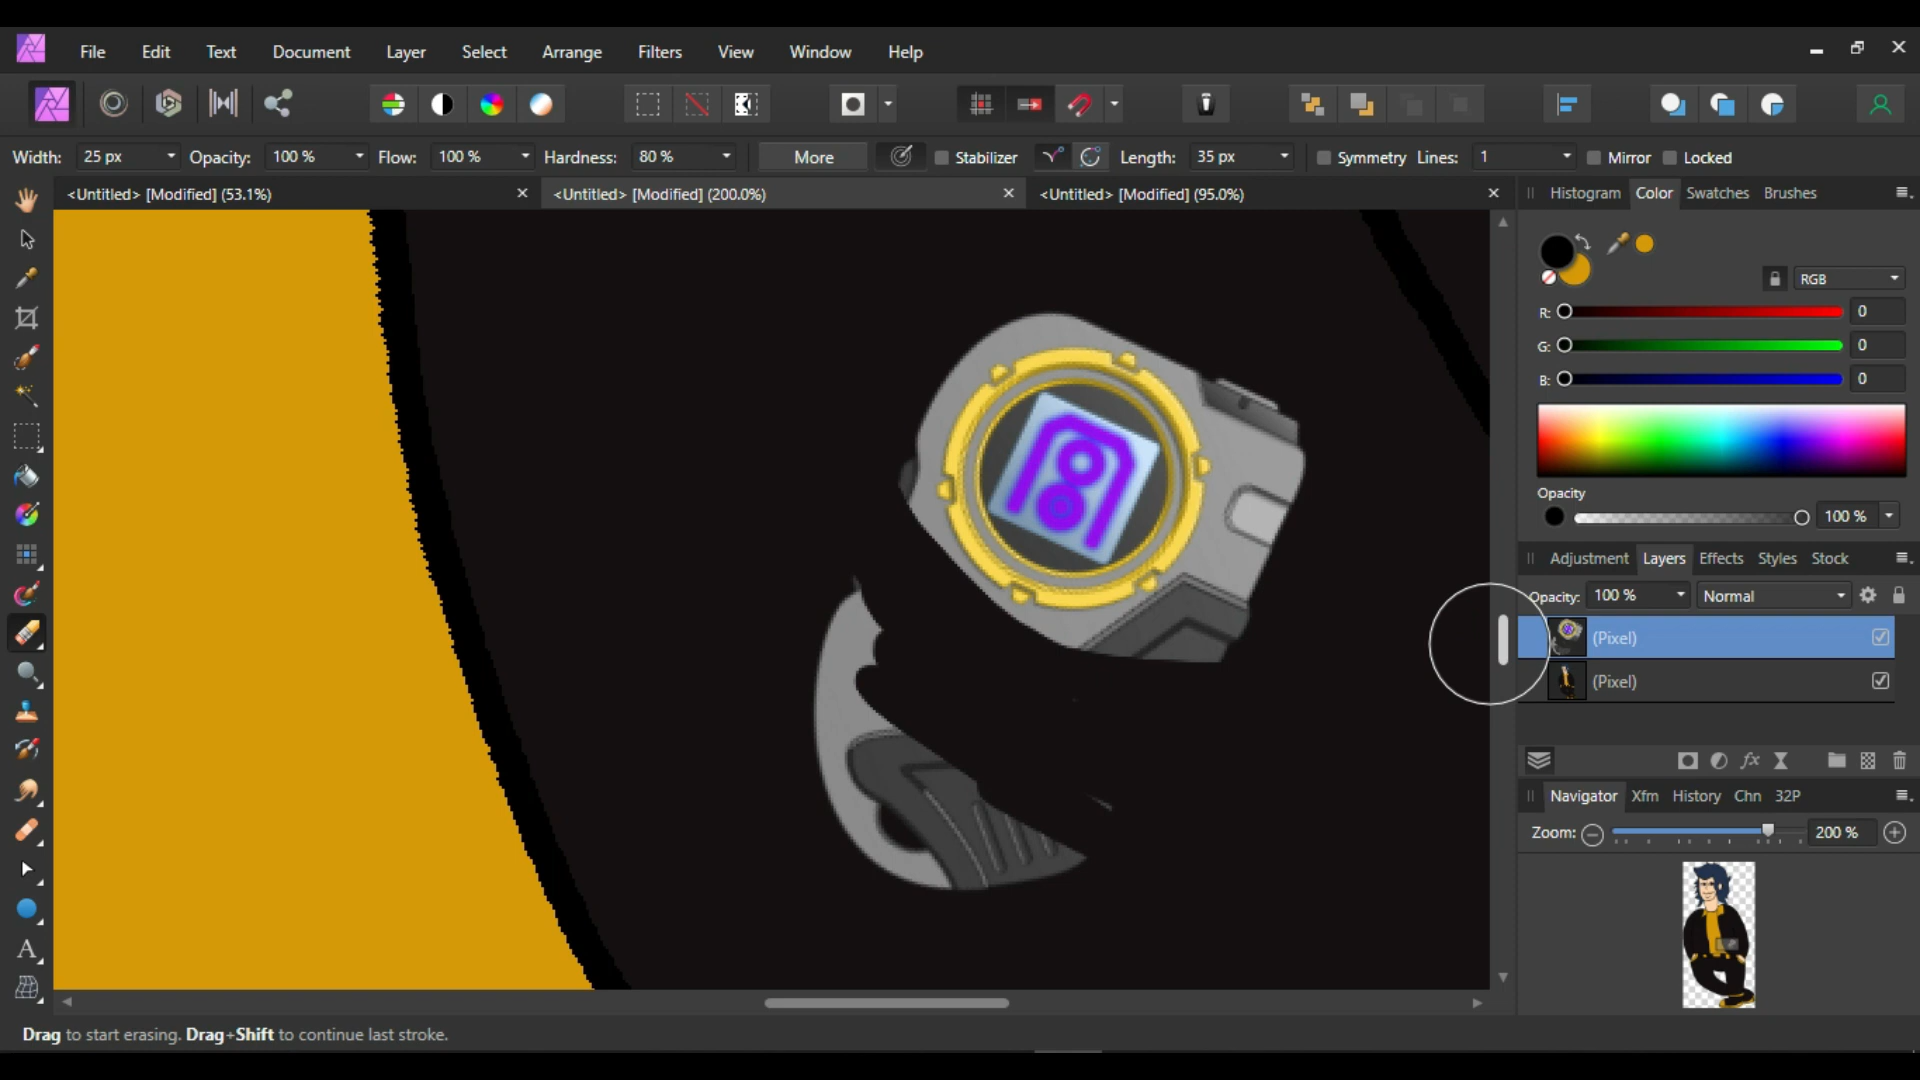 File Edit Text Document Layer Select Arrange Filters View Window Help
Width: 25 px Opacity: 100 % Flow: 100 % Hardness: 80 % More Stabilizer Length: 35 px Symmetry Lines: 1 Mirror Locked
<Untitled> [Modified] (53.1%) <Untitled> [Modified] (200.0%) <Untitled> [Modified] (95.0%)
Histogram Color Swatches Brushes
RGB
R: 0
G: 0
B: 0
Opacity
100 %
Adjustment Layers Effects Styles Stock
Opacity: 100 % Normal
(Pixel)
(Pixel)
Navigator Xfm History Chn 32P
Zoom: 200 %
Drag to start erasing. Drag+Shift to continue last stroke.